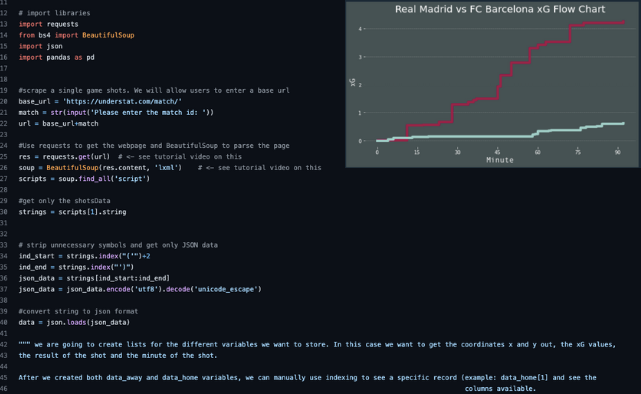 11
12 # import libraries
13 import requests
14 from bs4 import BeautifulSoup
15 import json
16 import pandas as pd
17
18
19 #scrape a single game shots. We will allow users to enter a base url
20 base_url = 'https://understat.com/match/'
21 match = str(input('Please enter the match id: '))
22 url = base_url+match
23
24 #Use requests to get the webpage and BeautifulSoup to parse the page
25 res = requests.get(url) # <- see tutorial video on this
26 soup = BeautifulSoup(res.content, 'lxml') # <- see tutorial video on this
27 scripts = soup.find_all('script')
28
29 #get only the shotsData
30 strings = scripts[1].string
31
32
33 # strip unnecessary symbols and get only JSON data
34 ind_start = strings.index("('")+2
35 ind_end = strings.index("')")
36 json_data = strings[ind_start:ind_end]
37 json_data = json_data.encode('utf8').decode('unicode_escape')
38
39 #convert string to json format
40 data = json.loads(json_data)
41
42 """ we are going to create lists for the different variables we want to store. In this case we want to get the coordinates x and y out, the xG values,
43 the result of the shot and the minute of the shot.
44
45 After we created both data_away and data_home variables, we can manually use indexing to see a specific record (example: data_home[1] and see the
46 columns available.
Real Madrid vs FC Barcelona xG Flow Chart
4
3
2
1
0
xG
0 15 30 45 60 75 90
Minute